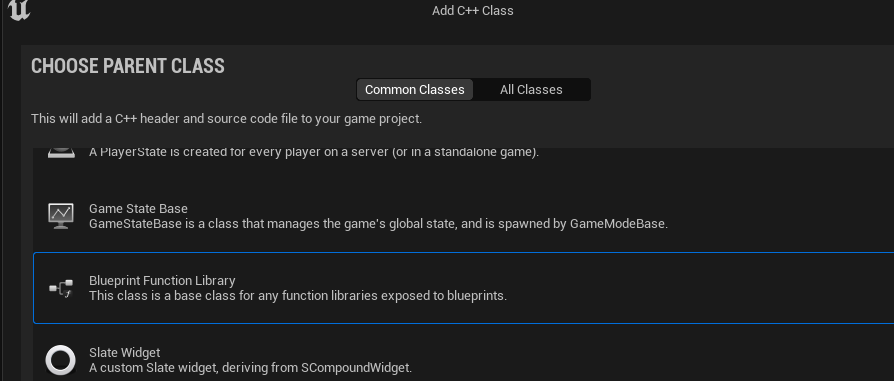 Add C++ Class
CHOOSE PARENT CLASS
Common Classes
All Classes
This will add a C++ header and source code file to your game project.
A PlayerState is created for every player on a server (or in a standalone game).
Game State Base
GameStateBase is a class that manages the game's global state, and is spawned by GameModeBase.
Blueprint Function Library
This class is a base class for any function libraries exposed to blueprints.
Slate Widget
A custom Slate widget, deriving from SCompoundWidget.